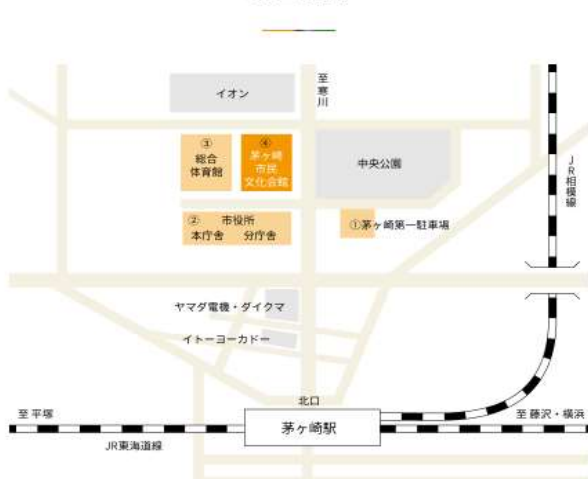 至寒川
イオン
③
総合
体育館
④
茅ヶ崎
市民
文化会館
中央公園
JR相模線
② 市役所
本庁舎 分庁舎
①茅ヶ崎第一駐車場
ヤマダ電機・ダイクマ
イトーヨーカドー
北口
至 平塚
茅ヶ崎駅
至 藤沢・横浜
JR東海道線